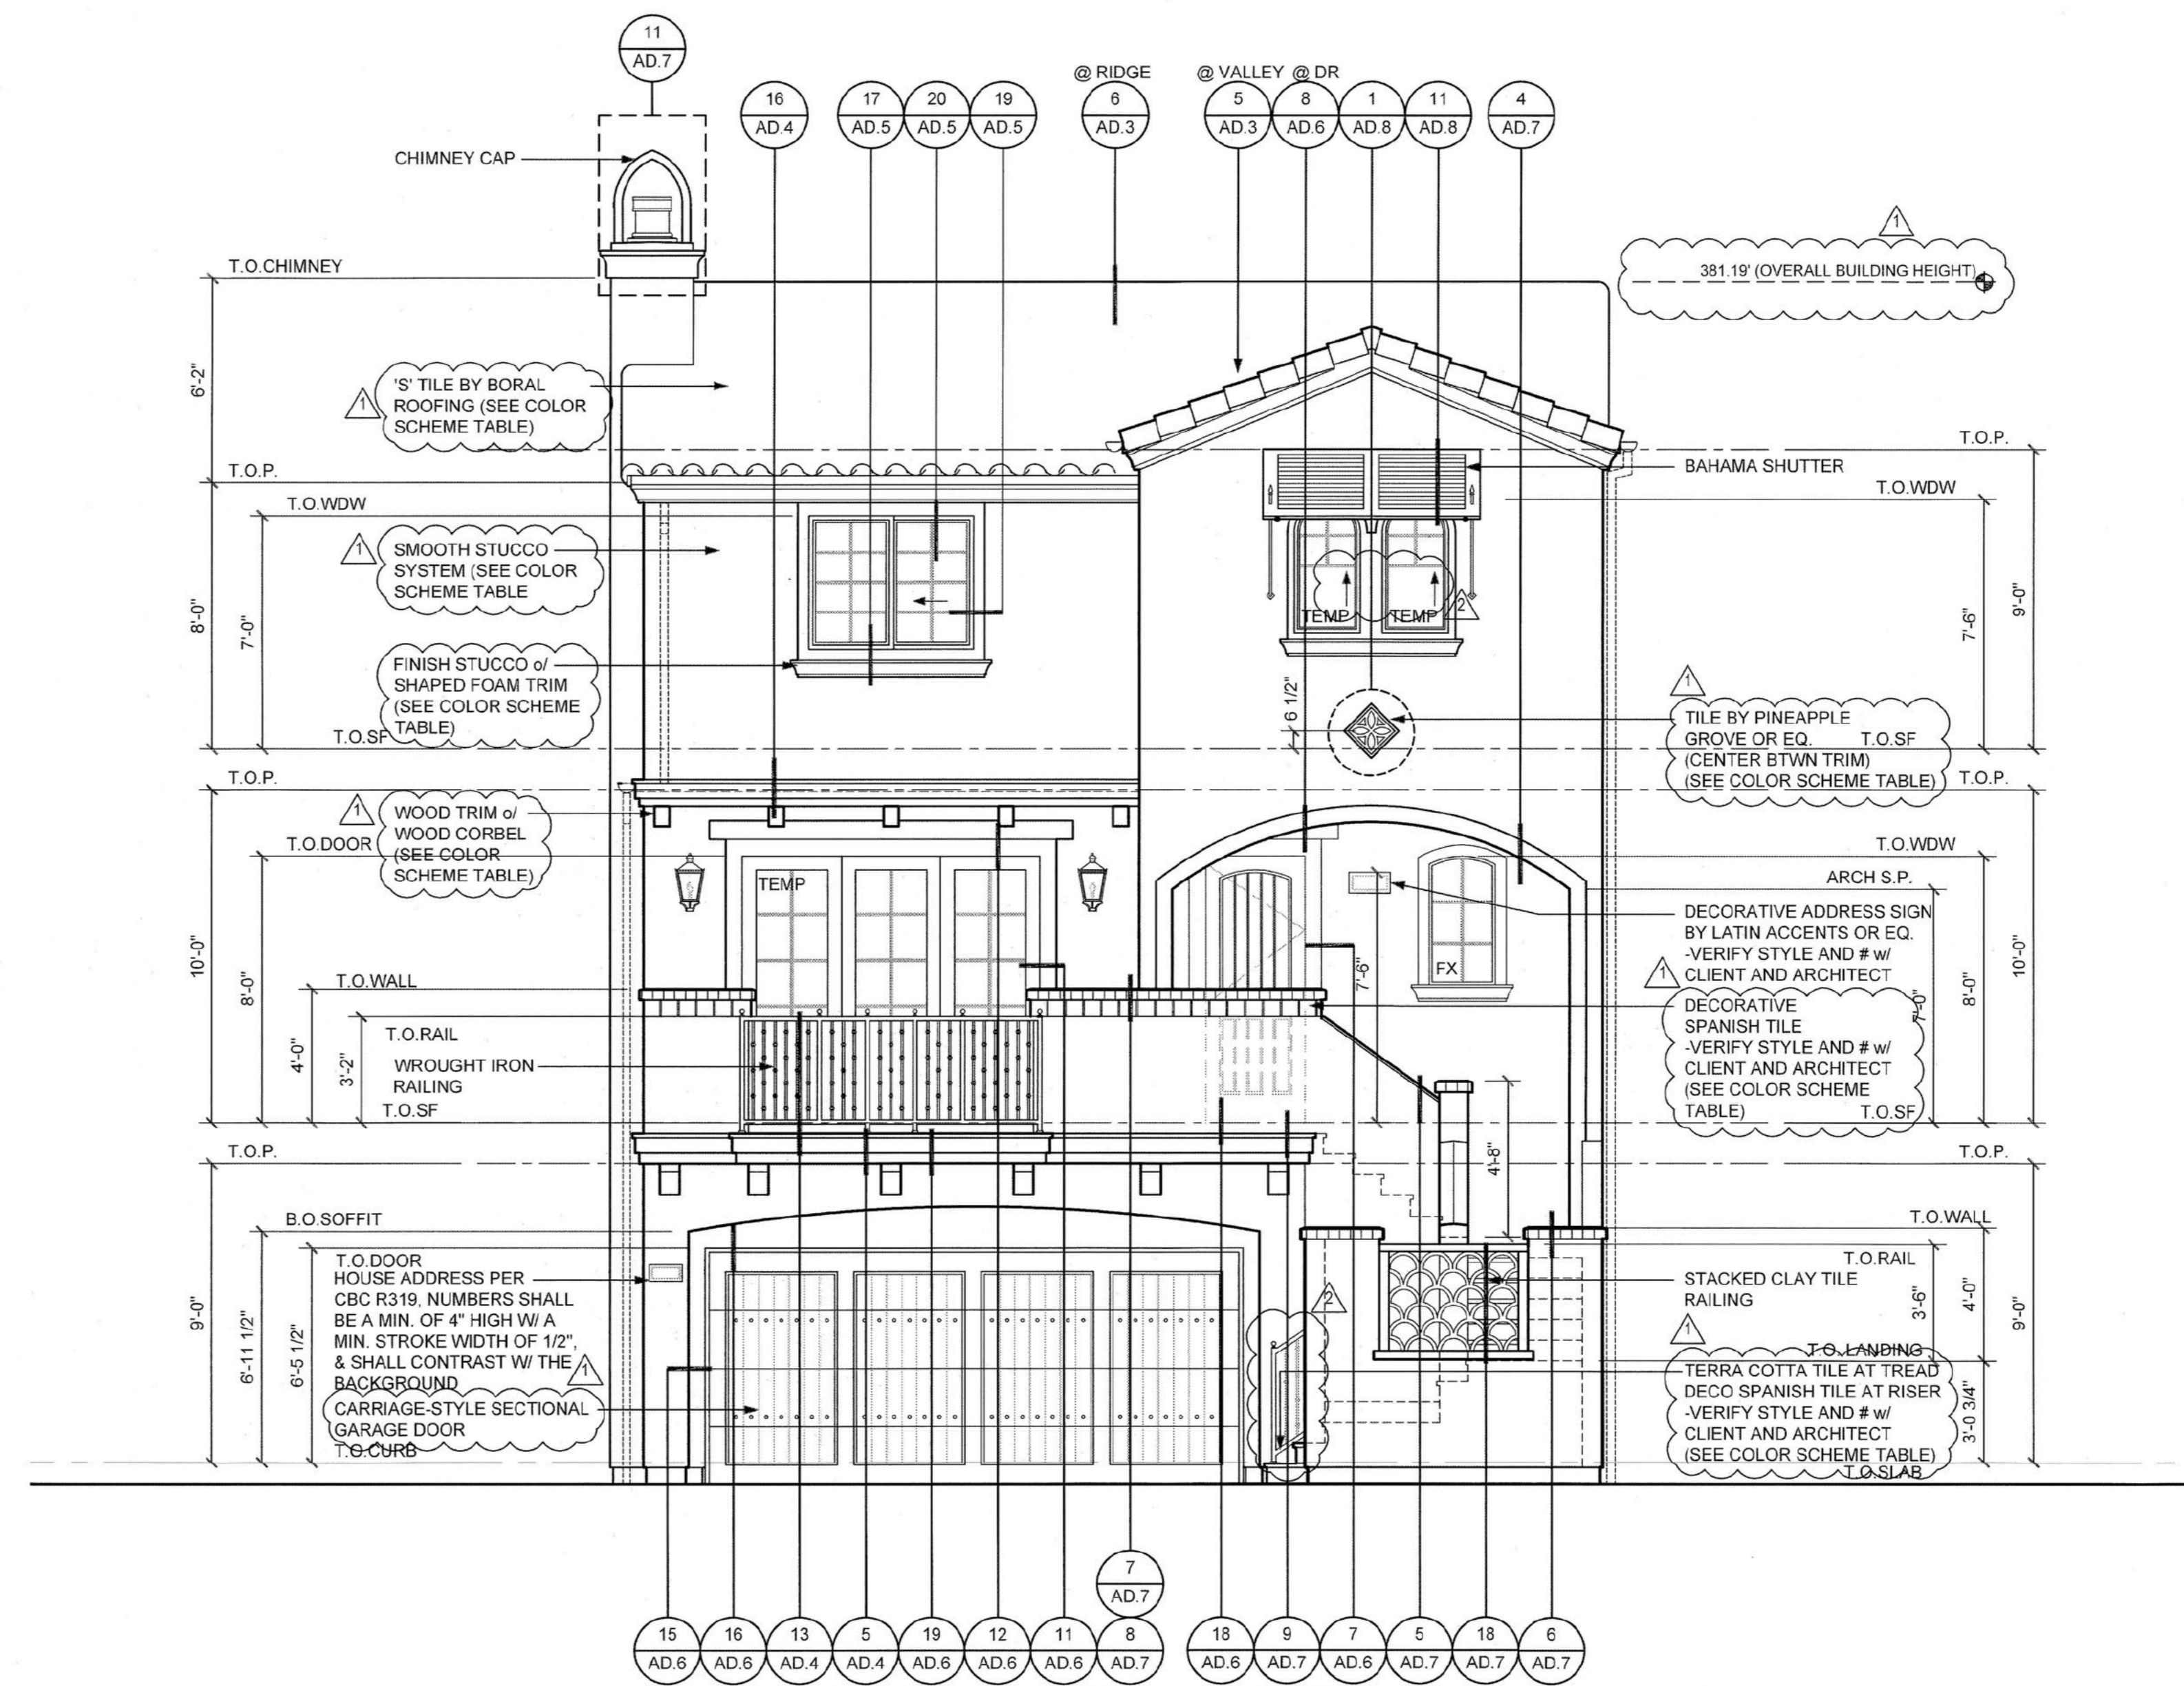 11
AD.7
@ RIDGE
@ VALLEY @ DR
16
AD.4
17
AD.5
20
AD.5
19
AD.5
6
AD.3
5
AD.3
8
AD.6
1
AD.8
11
AD.8
4
AD.7
CHIMNEY CAP
T.O.CHIMNEY
6'-2"
'S' TILE BY BORAL
ROOFING (SEE COLOR
SCHEME TABLE)
1
T.O.P.
T.O.WDW
SMOOTH STUCCO
SYSTEM (SEE COLOR
SCHEME TABLE
1
8'-0"
7'-0"
FINISH STUCCO o/
SHAPED FOAM TRIM
(SEE COLOR SCHEME
TABLE)
T.O.SF
T.O.P.
WOOD TRIM o/
WOOD CORBEL
(SEE COLOR
SCHEME TABLE)
1
T.O.DOOR
10'-0"
8'-0"
T.O.WALL
4'-0"
3'-2"
T.O.RAIL
WROUGHT IRON
RAILING
T.O.SF
T.O.P.
B.O.SOFFIT
9'-0"
6'-11 1/2"
6'-5 1/2"
T.O.DOOR
HOUSE ADDRESS PER
CBC R319, NUMBERS SHALL
BE A MIN. OF 4" HIGH W/ A
MIN. STROKE WIDTH OF 1/2",
& SHALL CONTRAST W/ THE
BACKGROUND
1
CARRIAGE-STYLE SECTIONAL
GARAGE DOOR
T.O.CURB
TEMP
TEMP
TEMP
2
6 1/2"
FX
7'-6"
4'-8"
3
1
381.19' (OVERALL BUILDING HEIGHT)
T.O.P.
BAHAMA SHUTTER
T.O.WDW
7'-6"
9'-0"
1
TILE BY PINEAPPLE
GROVE OR EQ.
T.O.SF
(CENTER BTWN TRIM)
(SEE COLOR SCHEME TABLE)
T.O.P.
T.O.WDW
ARCH S.P.
DECORATIVE ADDRESS SIGN
BY LATIN ACCENTS OR EQ.
-VERIFY STYLE AND # w/
CLIENT AND ARCHITECT
1
DECORATIVE
SPANISH TILE
-VERIFY STYLE AND # w/
CLIENT AND ARCHITECT
(SEE COLOR SCHEME
TABLE)
T.O.SF
7'-0"
8'-0"
10'-0"
T.O.P.
T.O.WALL
T.O.RAIL
STACKED CLAY TILE
RAILING
3'-6"
4'-0"
9'-0"
1
T.O.LANDING
TERRA COTTA TILE AT TREAD
DECO SPANISH TILE AT RISER
-VERIFY STYLE AND # w/
CLIENT AND ARCHITECT
(SEE COLOR SCHEME TABLE)
T.O.SLAB
3'-0 3/4"
7
AD.7
15
AD.6
16
AD.6
13
AD.4
5
AD.4
19
AD.6
12
AD.6
11
AD.6
8
AD.7
18
AD.6
9
AD.7
7
AD.6
5
AD.7
18
AD.7
6
AD.7